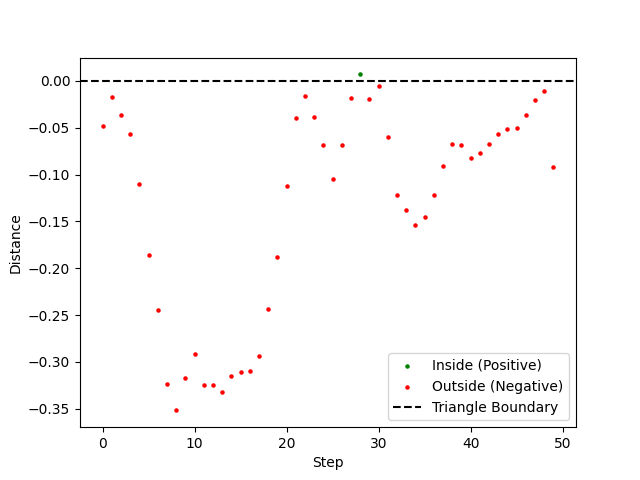 0.00
−0.05
−0.10
−0.15
−0.20
−0.25
−0.30
−0.35
Distance
Inside (Positive)
Outside (Negative)
Triangle Boundary
0 10 20 30 40 50
Step